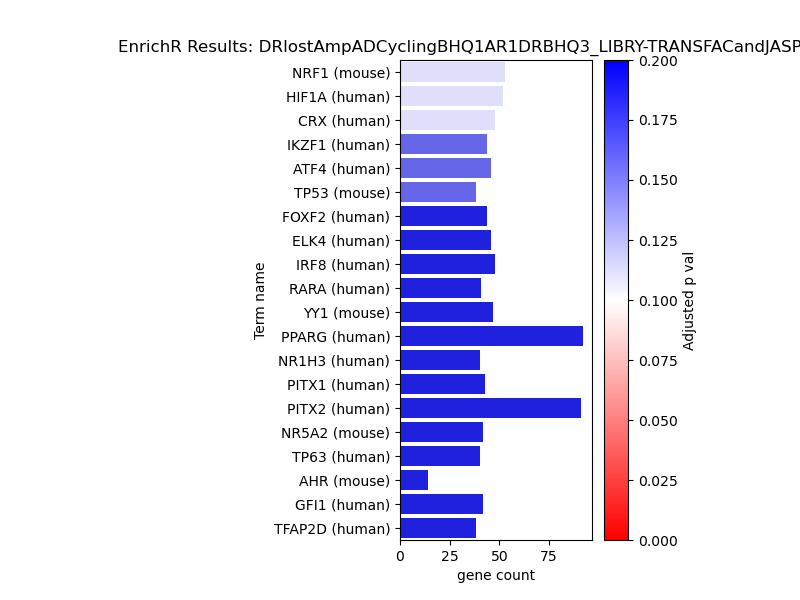 EnrichR Results: DRlostAmpADCyclingBHQ1AR1DRBHQ3_LIBRY-TRANSFACandJASP
NRF1 (mouse)
HIF1A (human)
CRX (human)
IKZF1 (human)
ATF4 (human)
TP53 (mouse)
FOXF2 (human)
ELK4 (human)
IRF8 (human)
RARA (human)
YY1 (mouse)
PPARG (human)
NR1H3 (human)
PITX1 (human)
PITX2 (human)
NR5A2 (mouse)
TP63 (human)
AHR (mouse)
GFI1 (human)
TFAP2D (human)
Term name
0 25 50 75
gene count
0.200
0.175
0.150
0.125
0.100
0.075
0.050
0.025
0.000
Adjusted p val